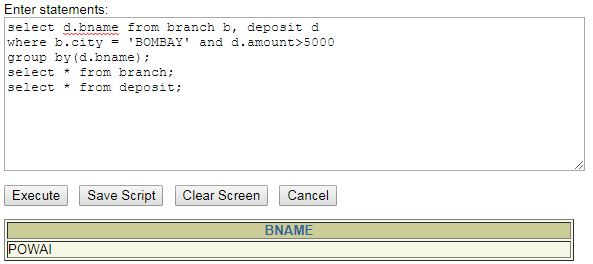 Enter statements:
select d.bname from branch b, deposit d
where b.city = 'BOMBAY' and d.amount>5000
group by(d.bname);
select * from branch;
select * from deposit;
Execute Save Script Clear Screen Cancel
BNAME
POWAI